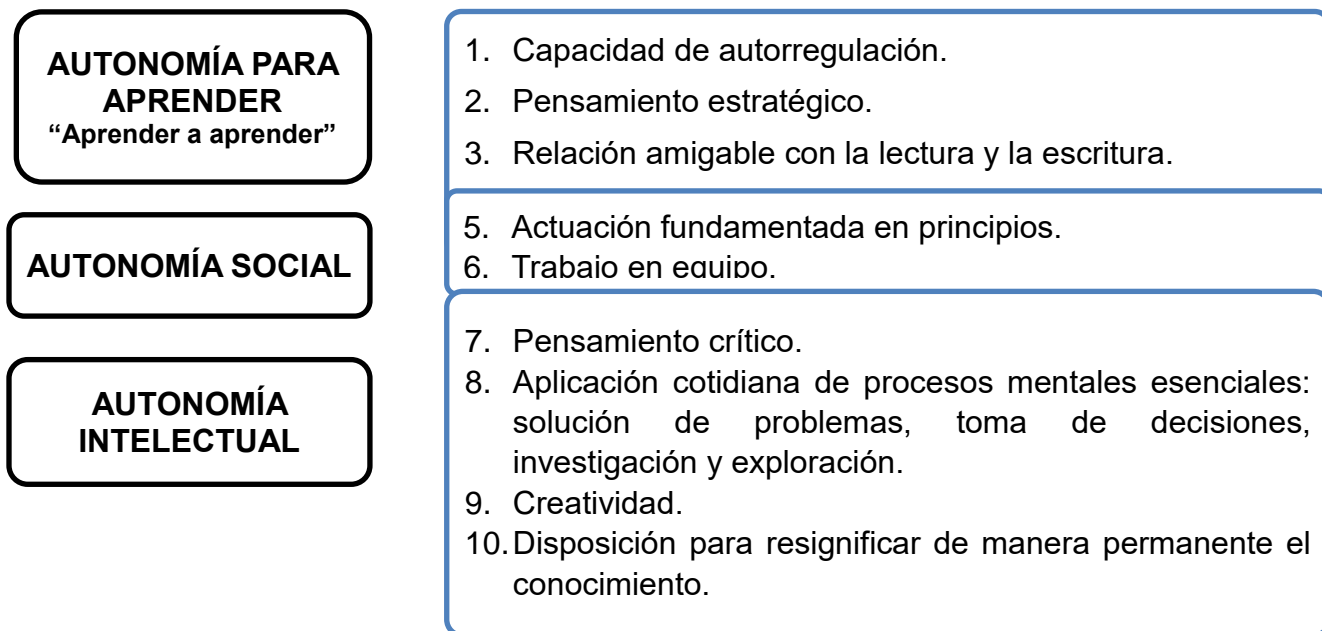 AUTONOMÍA PARA
APRENDER
“Aprender a aprender”
1. Capacidad de autorregulación.
2. Pensamiento estratégico.
3. Relación amigable con la lectura y la escritura.
AUTONOMÍA SOCIAL
5. Actuación fundamentada en principios.
6. Trabajo en equipo.
AUTONOMÍA
INTELECTUAL
7. Pensamiento crítico.
8. Aplicación cotidiana de procesos mentales esenciales:
solución de problemas, toma de decisiones,
investigación y exploración.
9. Creatividad.
10. Disposición para resignificar de manera permanente el
conocimiento.